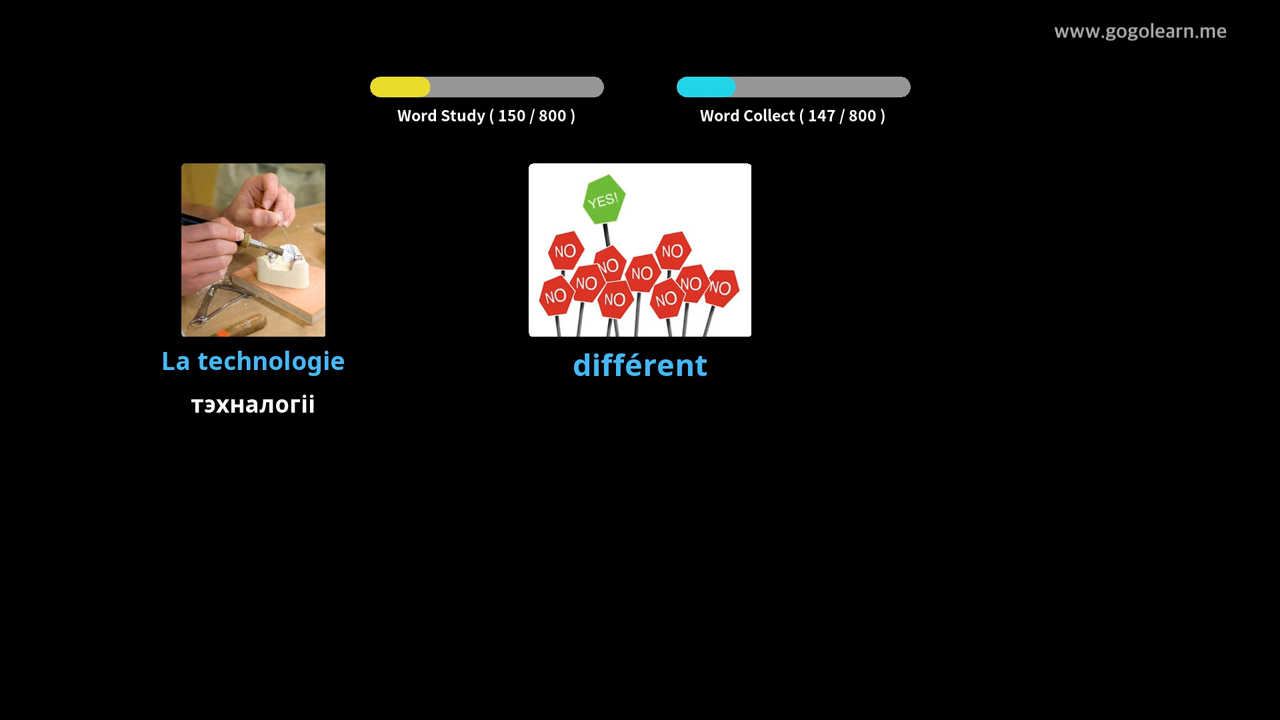 www.gogolearn.me
Word Study ( 150 / 800 )
Word Collect ( 147 / 800 )
YES!
NO
NO
NO
NO
NO
NO
NO
NO
NO
NO
La technologie
différent
тэхналогіі